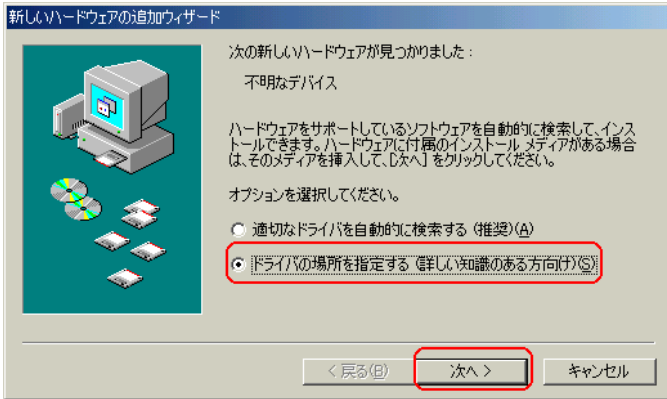 新しいハードウェアの追加ウィザード
次の新しいハードウェアが見つかりました：
不明なデバイス
ハードウェアをサポートしているソフトウェアを自動的に検索して、インス
トールできます。ハードウェアに付属のインストール メディアがある場合
は、そのメディアを挿入して、［次へ］をクリックしてください。
オプションを選択してください。
適切なドライバを自動的に検索する (推奨)(A)
ドライバの場所を指定する (詳しい知識のある方向け)(S)
< 戻る(B)
次へ >
キャンセル